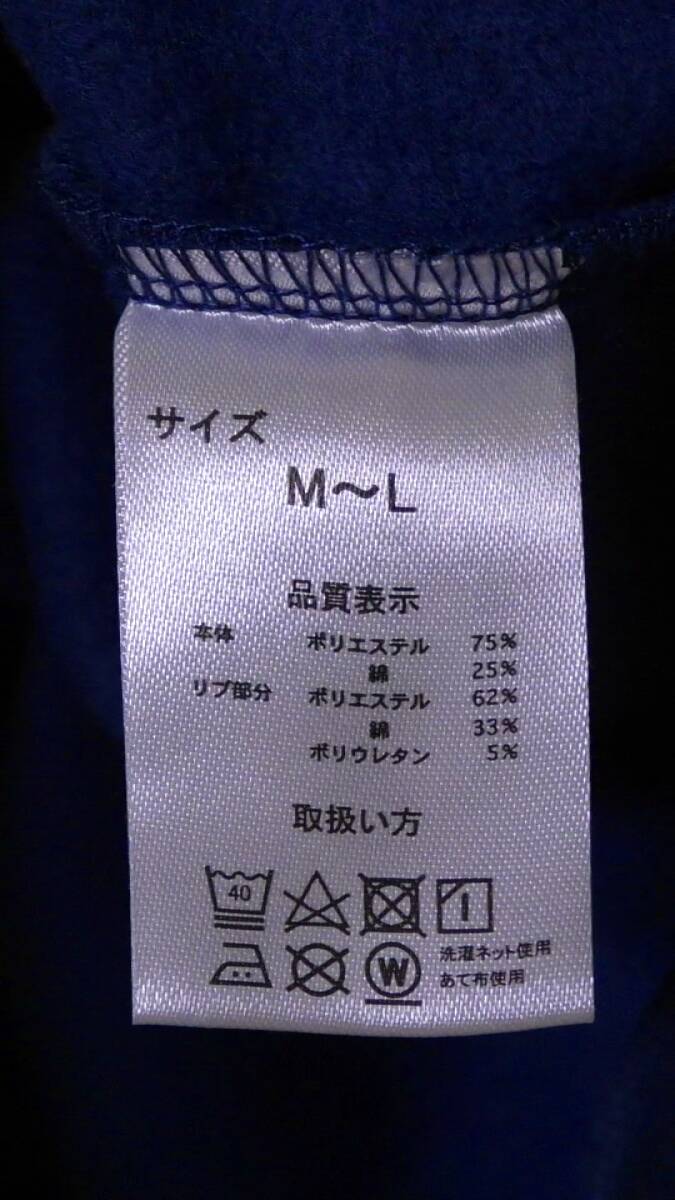 サイズ
M～L
品質表示
本体 ポリエステル 75%
綿 25%
リブ部分 ポリエステル 62%
綿 33%
ポリウレタン 5%
取扱い方
40
W
洗濯ネット使用
あて布使用